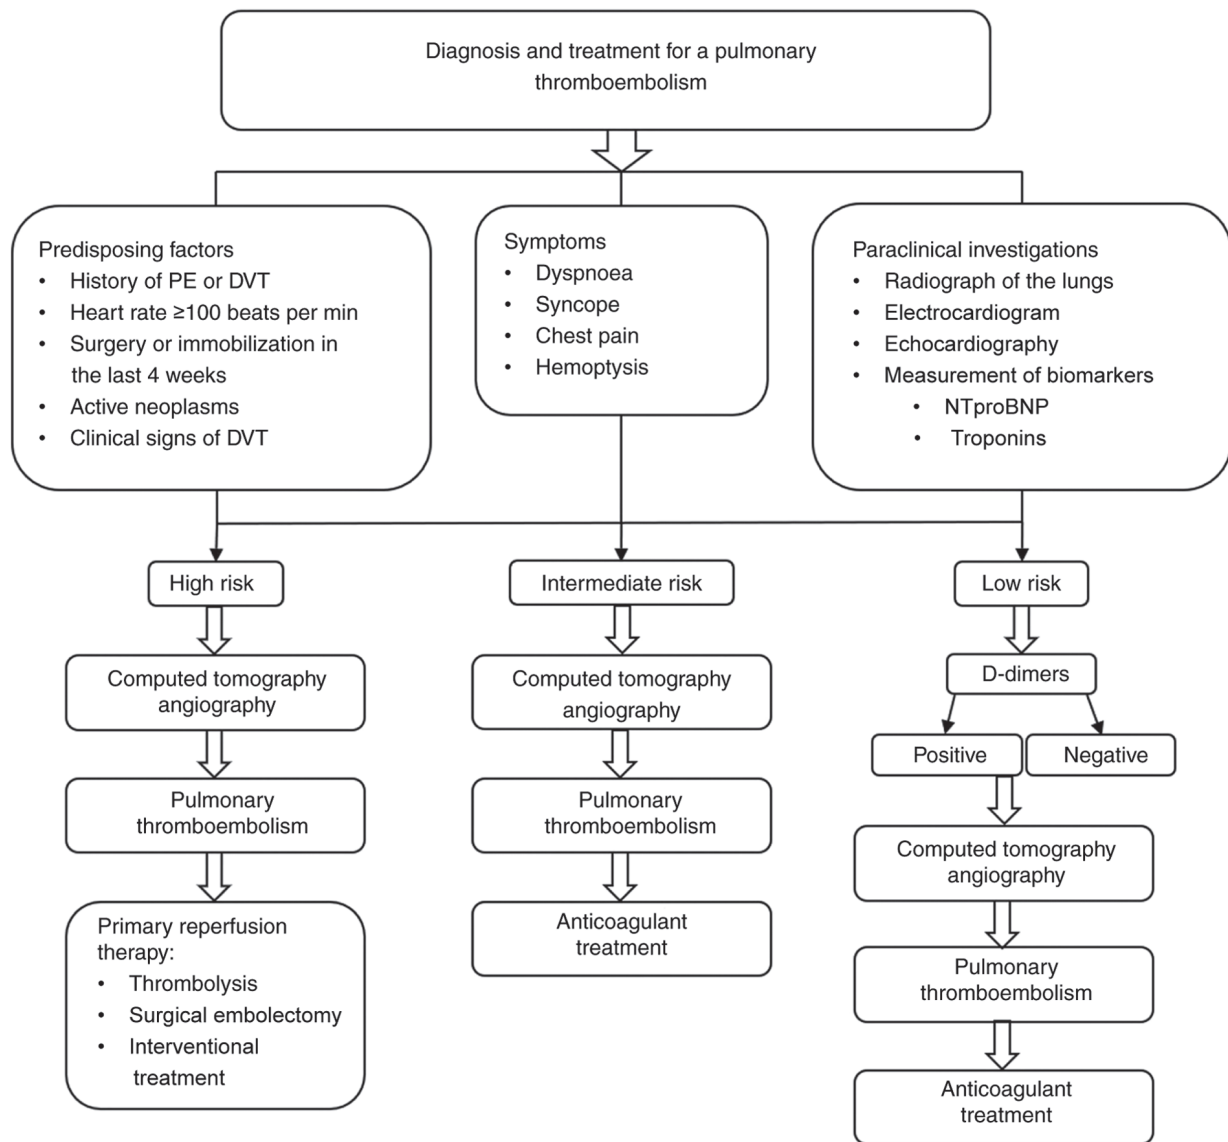 Diagnosis and treatment for a pulmonary
thromboembolism
Predisposing factors
• History of PE or DVT
• Heart rate ≥100 beats per min
• Surgery or immobilization in
the last 4 weeks
• Active neoplasms
• Clinical signs of DVT
Symptoms
• Dyspnoea
• Syncope
• Chest pain
• Hemoptysis
Paraclinical investigations
• Radiograph of the lungs
• Electrocardiogram
• Echocardiography
• Measurement of biomarkers
• NTproBNP
• Troponins
High risk
Computed tomography
angiography
Pulmonary
thromboembolism
Primary reperfusion
therapy:
• Thrombolysis
• Surgical embolectomy
• Interventional
treatment
Intermediate risk
Computed tomography
angiography
Pulmonary
thromboembolism
Anticoagulant
treatment
Low risk
D-dimers
Positive
Negative
Computed tomography
angiography
Pulmonary
thromboembolism
Anticoagulant
treatment